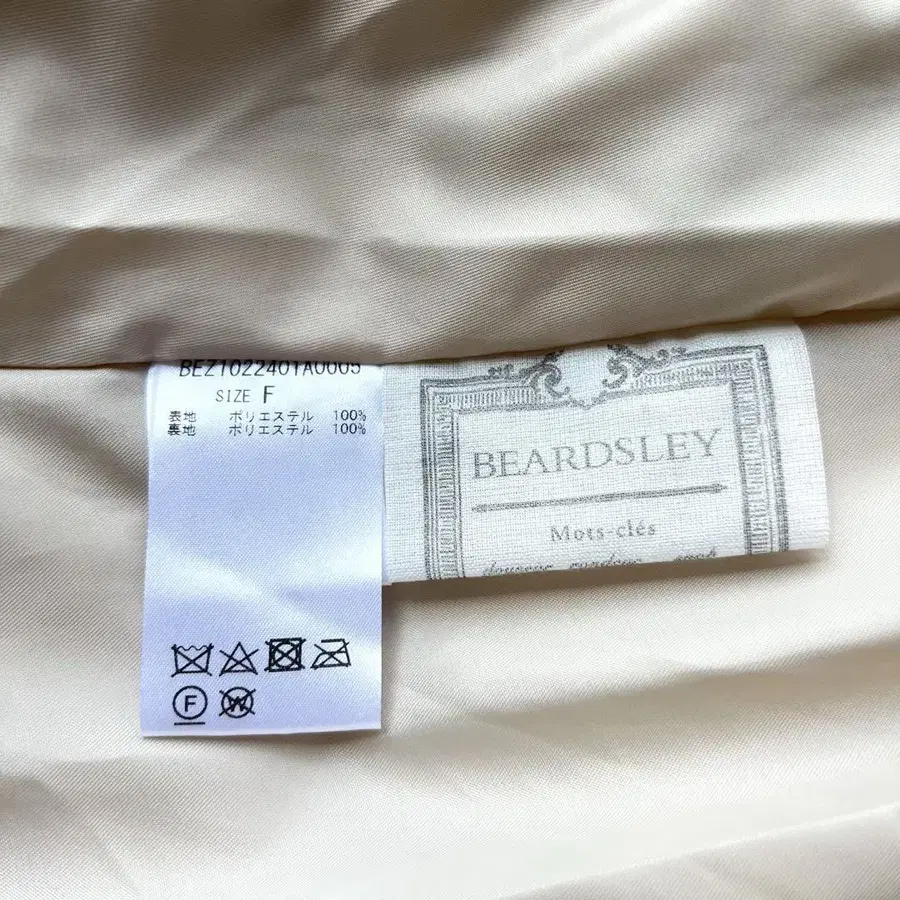 BEZ1022401A0005
SIZE F
表地 ポリエステル 100%
裏地 ポリエステル 100%
F
W
BEARDSLEY
Mots-clés